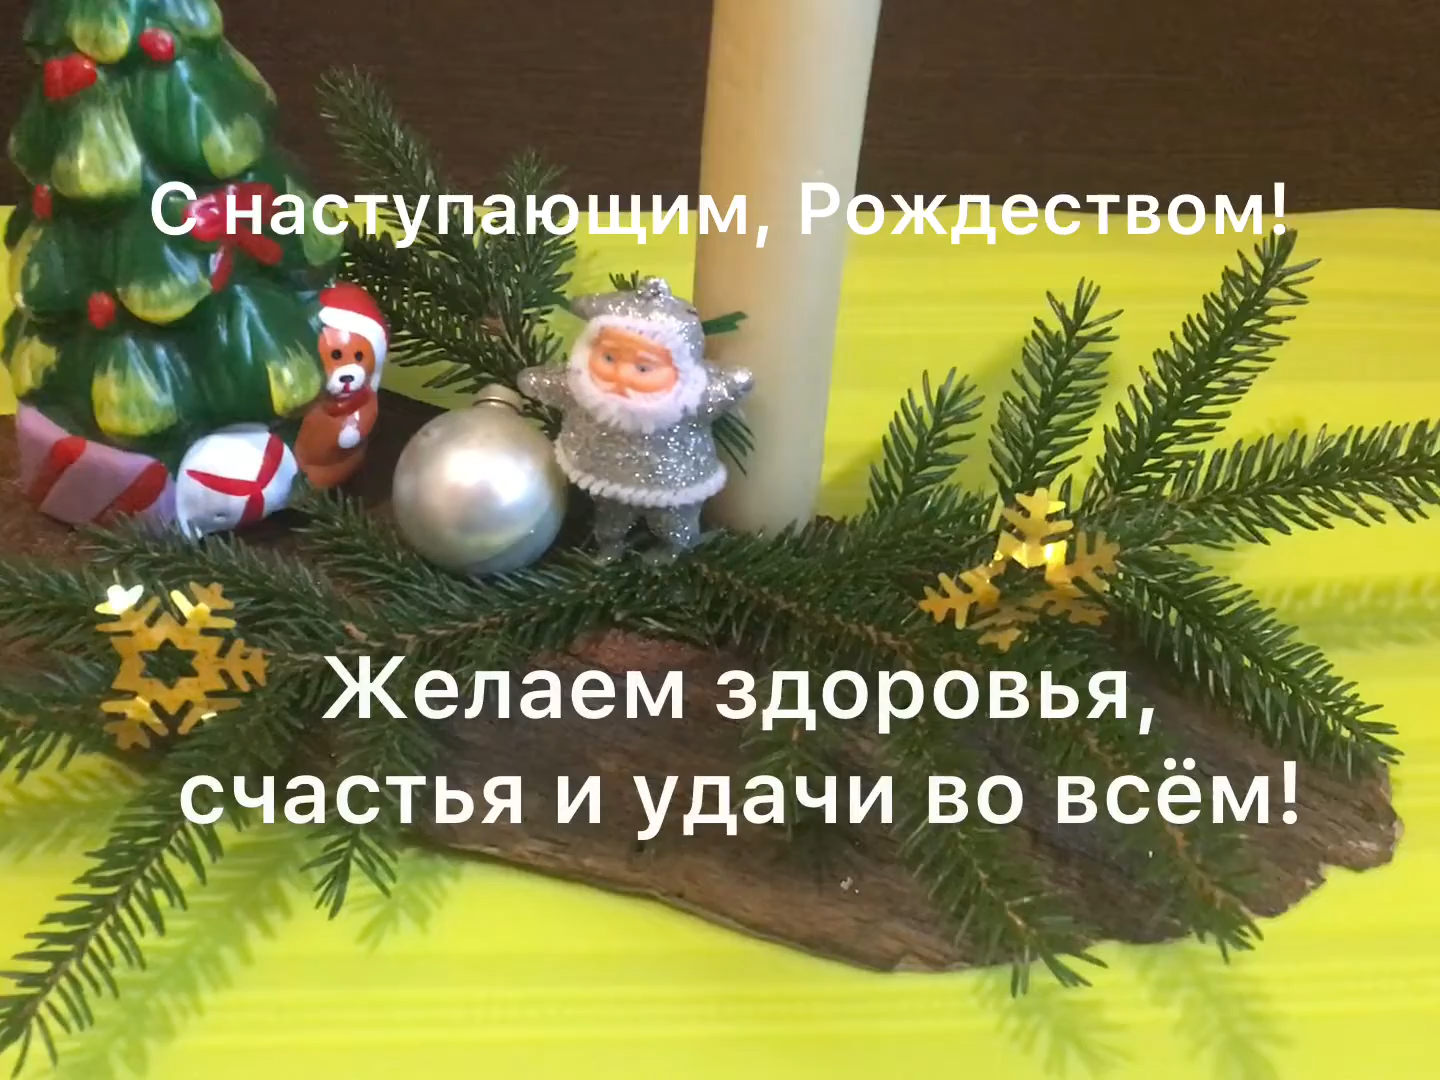 С наступающим, Рождеством!
Желаем здоровья,
счастья и удачи во всём!